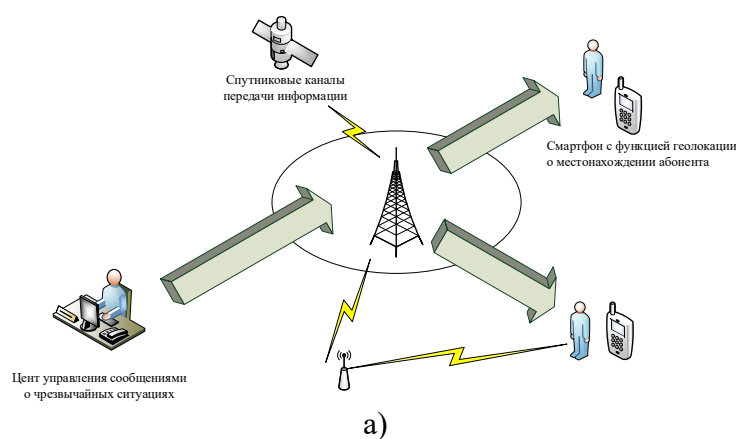 Спутниковые каналы
передачи информации
Смартфон с функцией геолокации
о местонахождении абонента
Цент управления сообщениями
о чрезвычайных ситуациях
а)